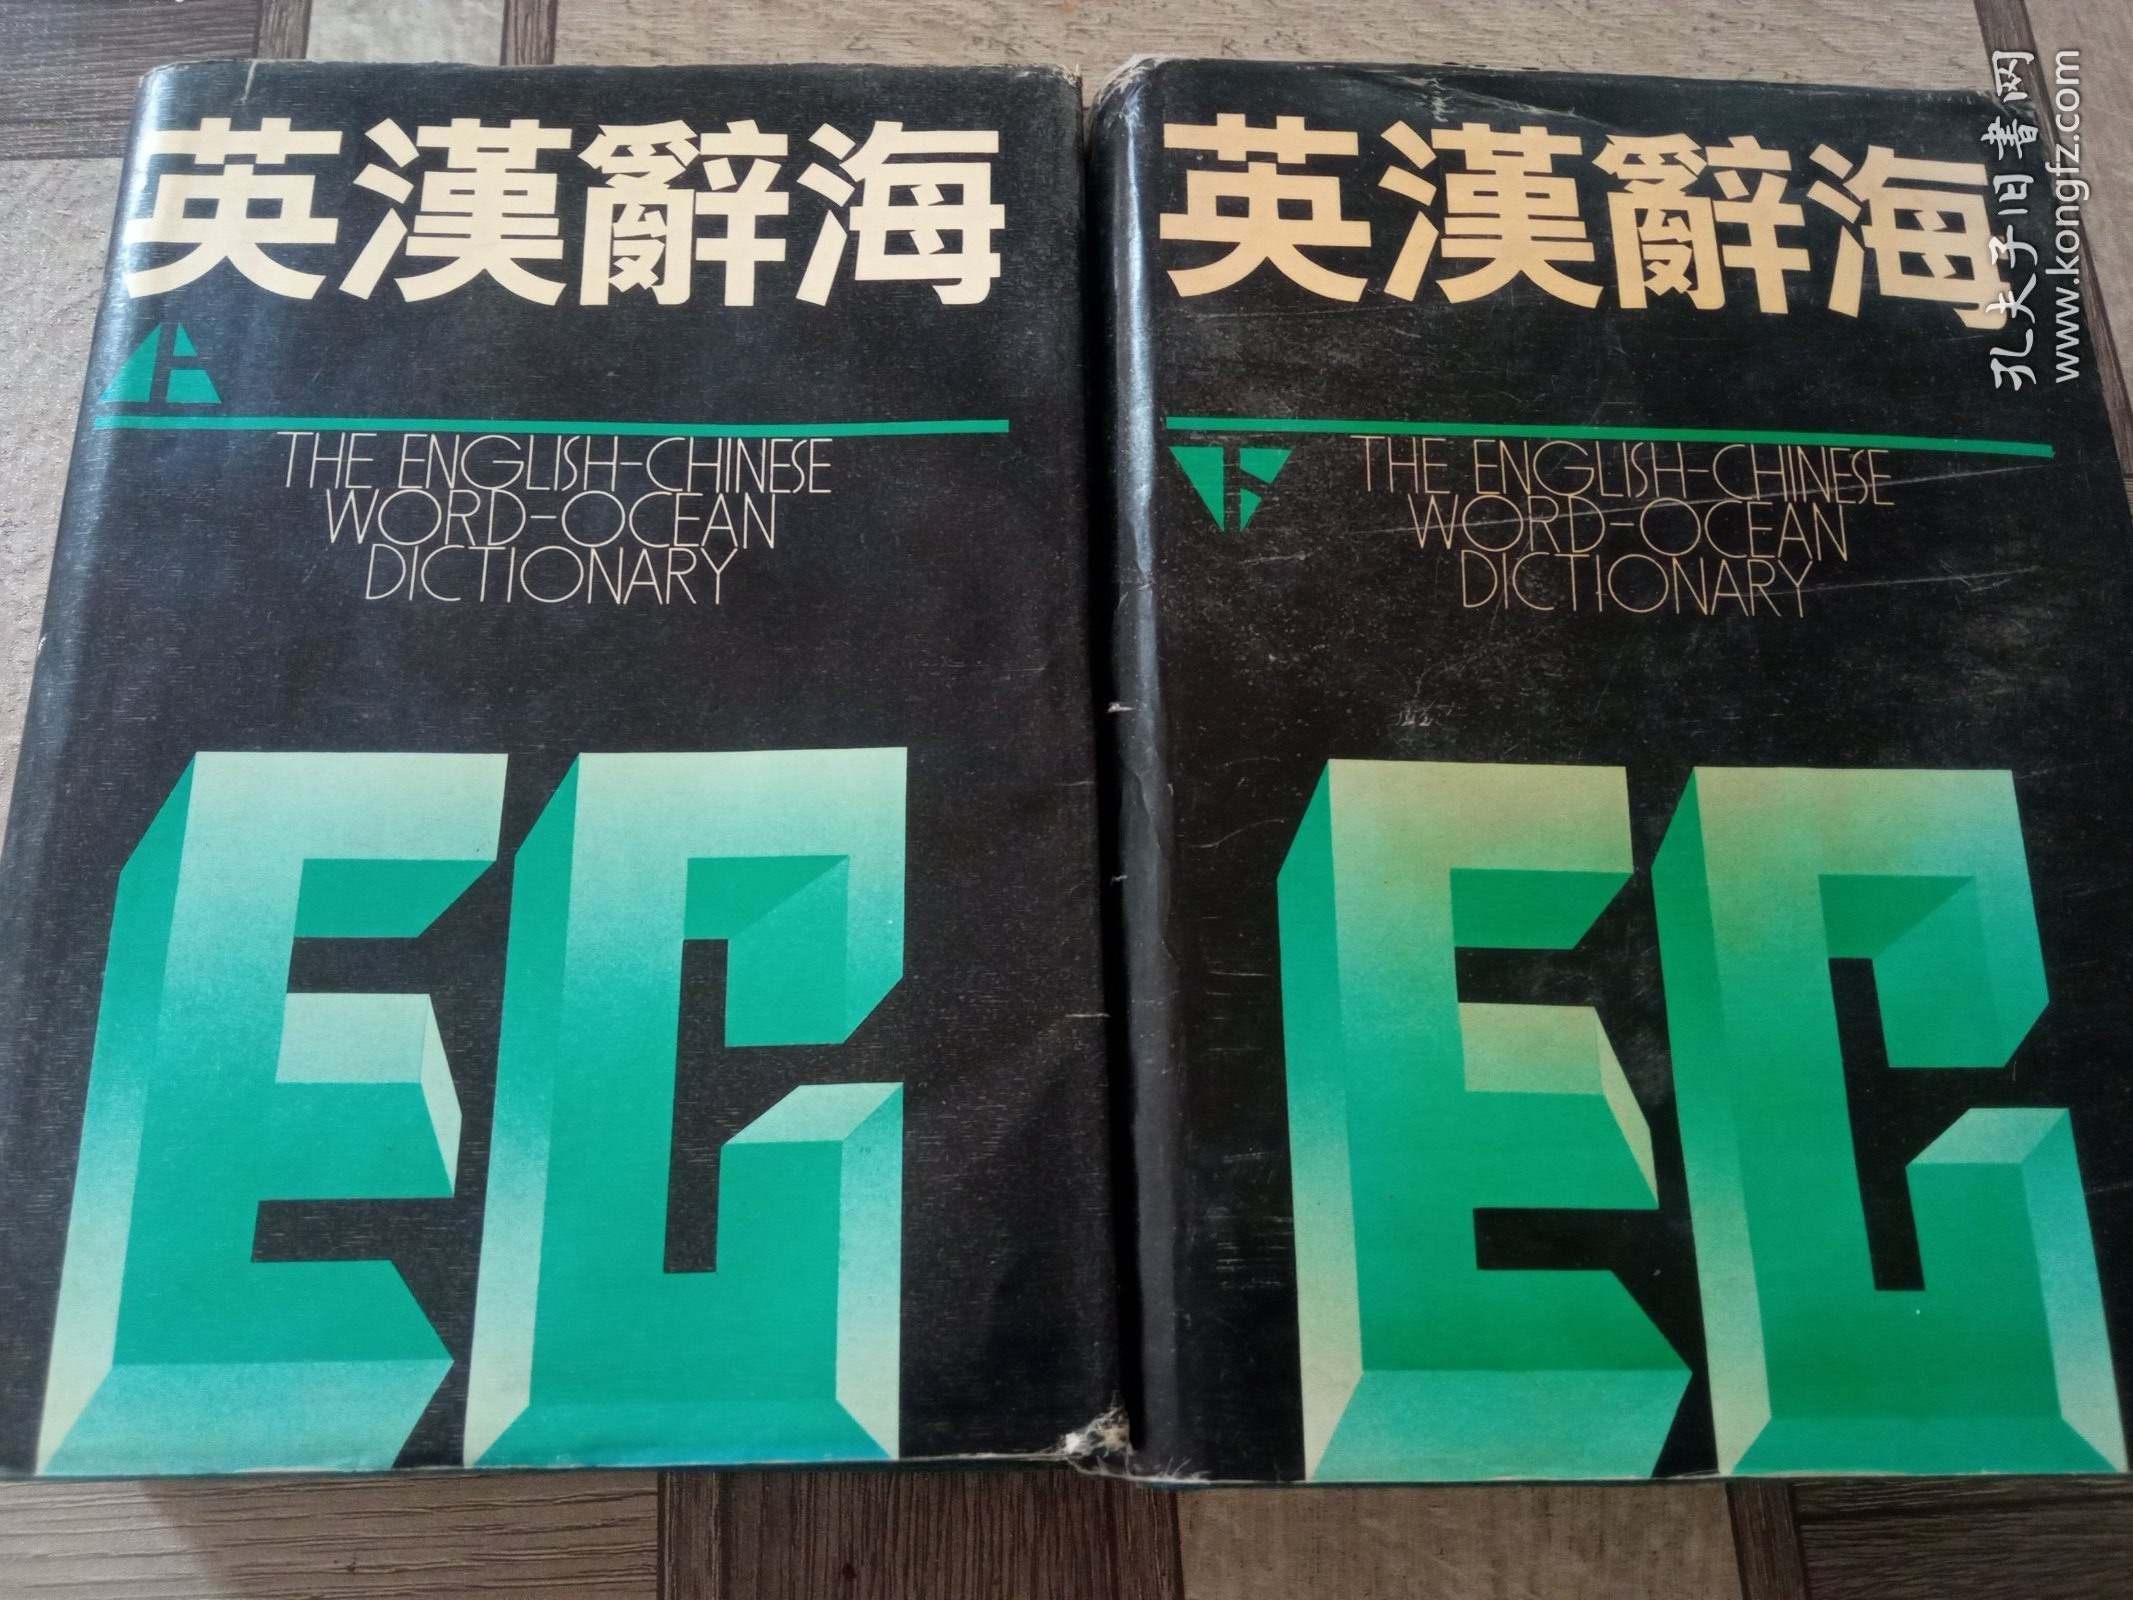 英漢辭海
上
THE ENGLISH-CHINESE
WORD-OCEAN
DICTIONARY
EC
英漢辭海
下
THE ENGLISH-CHINESE
WORD-OCEAN
DICTIONARY
EC
孔夫子旧书网
www.kongfz.com